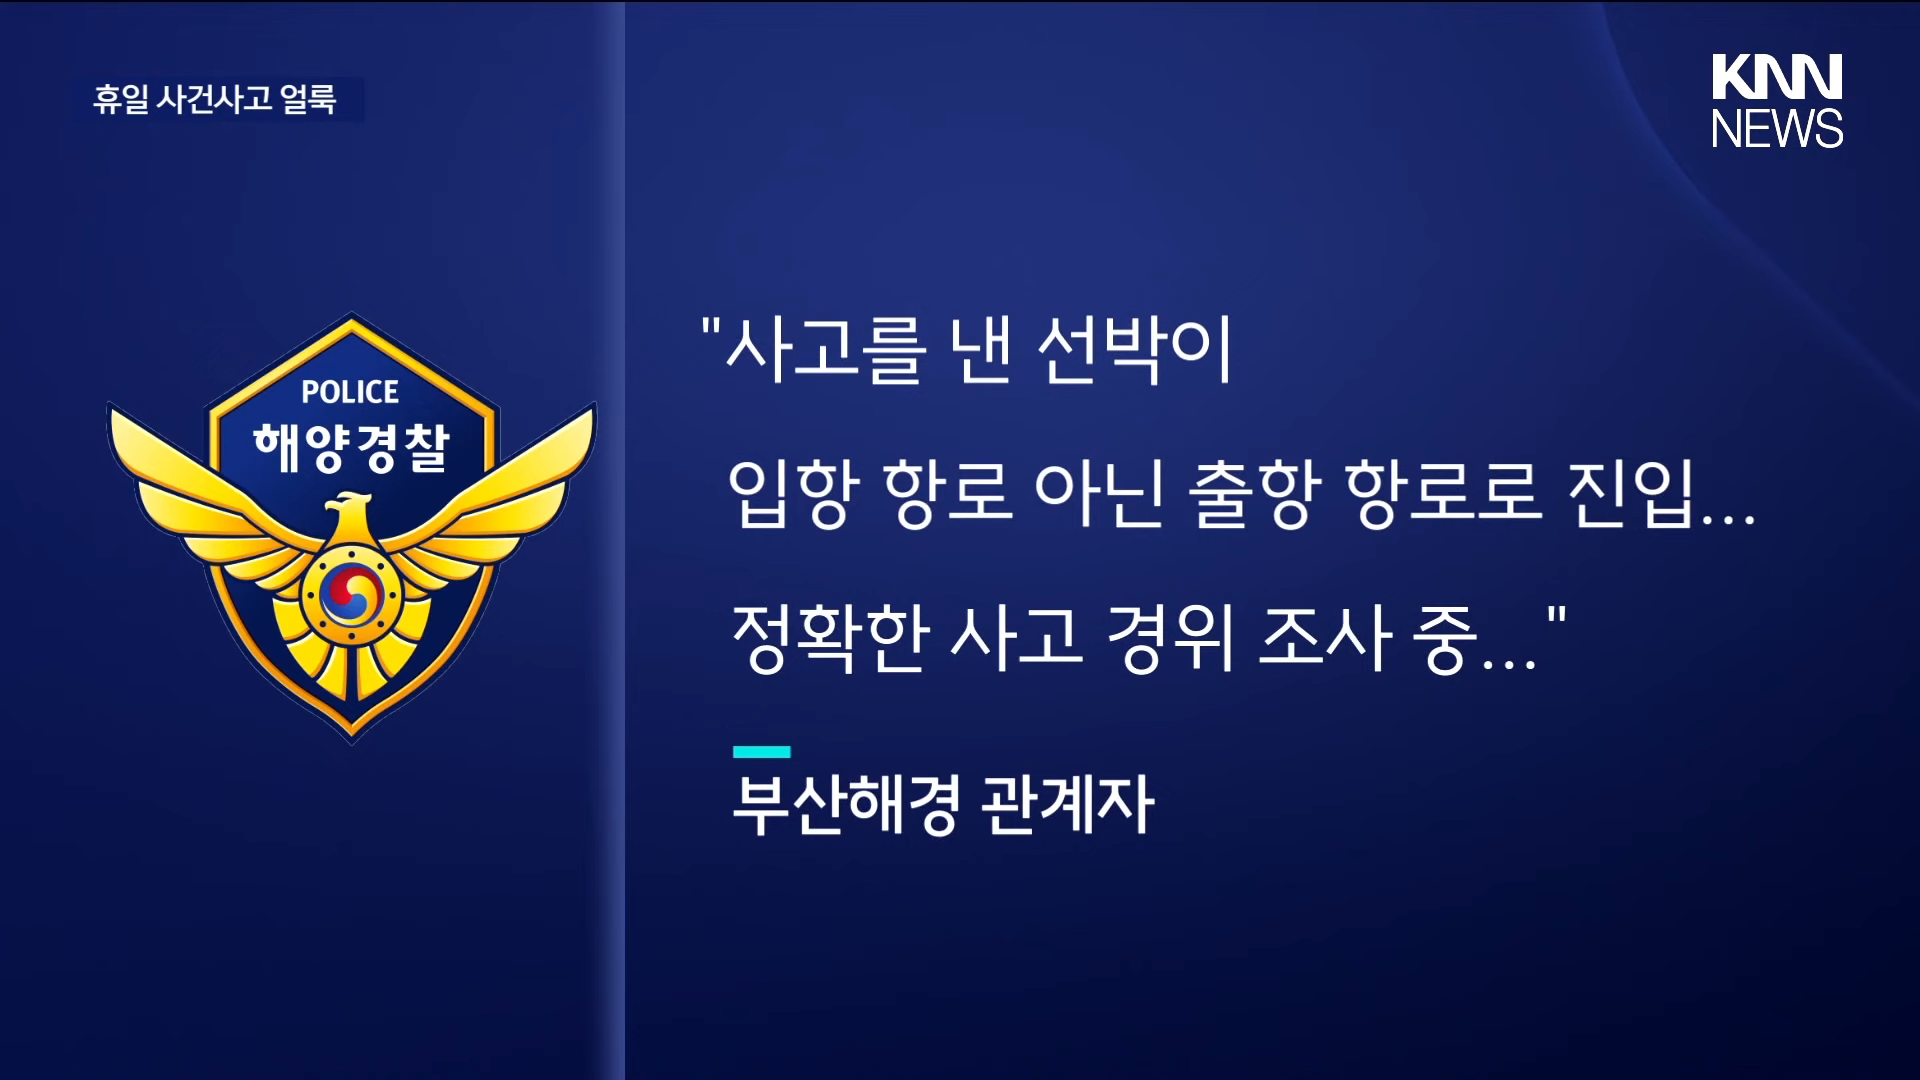 휴일 사건사고 얼룩
KNN
NEWS
POLICE
해양경찰
"사고를 낸 선박이
입항 항로 아닌 출항 항로로 진입...
정확한 사고 경위 조사 중..."
부산해경 관계자